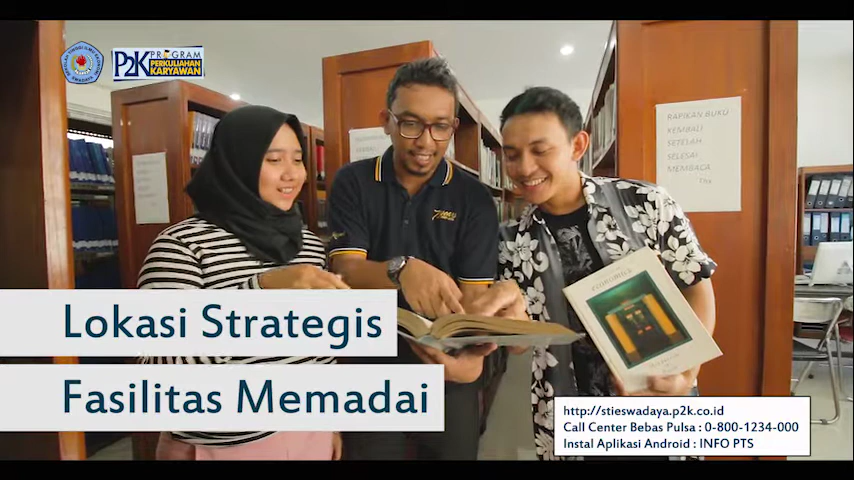 P2K
PROGRAM
PERKULIAHAN
KARYAWAN
RAPIKAN BUKU
KEMBALI
SETELAH
SELESAI
MEMBACA
Lokasi Strategis
Fasilitas Memadai
http://stieswadaya.p2k.co.id
Call Center Bebas Pulsa : 0-800-1234-000
Instal Aplikasi Android : INFO PTS